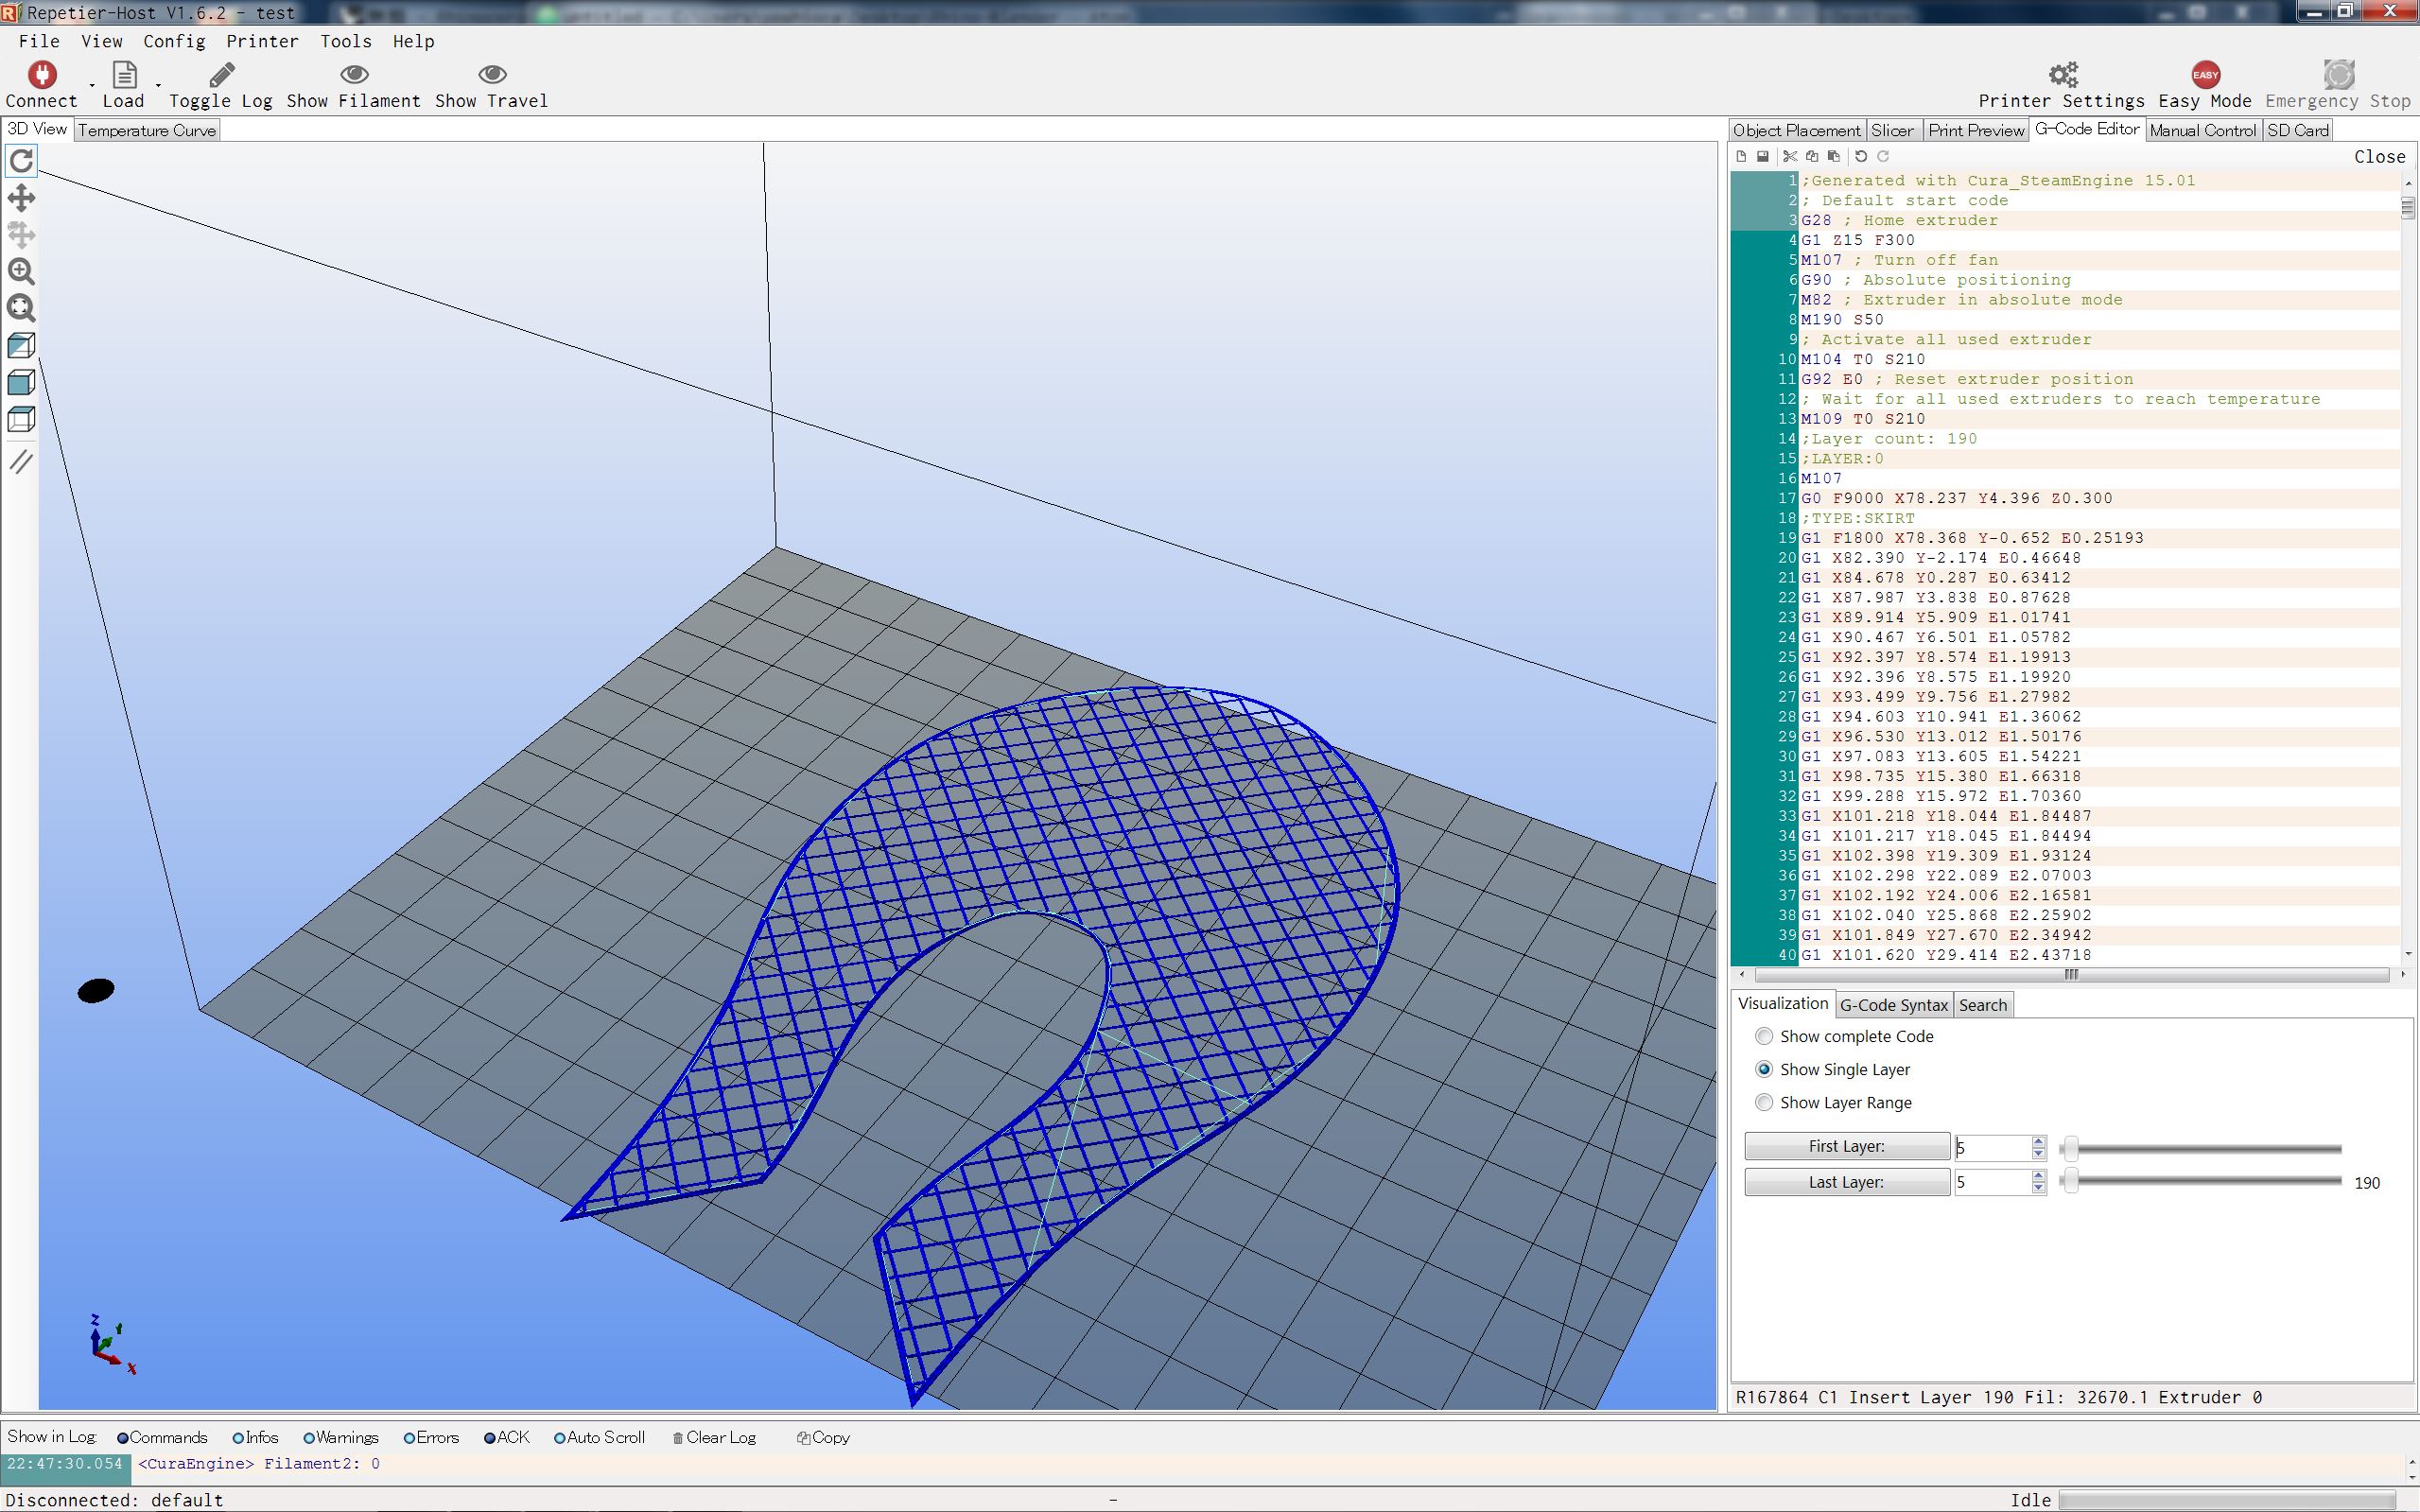 Repetier-Host V1.6.2 - test
File View Config Printer Tools Help
Connect Load Toggle Log Show Filament Show Travel
EASY
Printer Settings Easy Mode Emergency Stop
3D View Temperature Curve
Object Placement Slicer Print Preview G-Code Editor Manual Control SD Card
Close
1 ;Generated with Cura_SteamEngine 15.01
2 ; Default start code
3 G28 ; Home extruder
4 G1 Z15 F300
5 M107 ; Turn off fan
6 G90 ; Absolute positioning
7 M82 ; Extruder in absolute mode
8 M190 S50
9 ; Activate all used extruder
10 M104 T0 S210
11 G92 E0 ; Reset extruder position
12 ; Wait for all used extruders to reach temperature
13 M109 T0 S210
14 ;Layer count: 190
15 ;LAYER:0
16 M107
17 G0 F9000 X78.237 Y4.396 Z0.300
18 ;TYPE:SKIRT
19 G1 F1800 X78.368 Y-0.652 E0.25193
20 G1 X82.390 Y-2.174 E0.46648
21 G1 X84.678 Y0.287 E0.63412
22 G1 X87.987 Y3.838 E0.87628
23 G1 X89.914 Y5.909 E1.01741
24 G1 X90.467 Y6.501 E1.05782
25 G1 X92.397 Y8.574 E1.19913
26 G1 X92.396 Y8.575 E1.19920
27 G1 X93.499 Y9.756 E1.27982
28 G1 X94.603 Y10.941 E1.36062
29 G1 X96.530 Y13.012 E1.50176
30 G1 X97.083 Y13.605 E1.54221
31 G1 X98.735 Y15.380 E1.66318
32 G1 X99.288 Y15.972 E1.70360
33 G1 X101.218 Y18.044 E1.84487
34 G1 X101.217 Y18.045 E1.84494
35 G1 X102.398 Y19.309 E1.93124
36 G1 X102.298 Y22.089 E2.07003
37 G1 X102.192 Y24.006 E2.16581
38 G1 X102.040 Y25.868 E2.25902
39 G1 X101.849 Y27.670 E2.34942
40 G1 X101.620 Y29.414 E2.43718
Visualization G-Code Syntax Search
Show complete Code
Show Single Layer
Show Layer Range
First Layer: 5
Last Layer: 5 190
Z Y X
R167864 C1 Insert Layer 190 Fil: 32670.1 Extruder 0
Show in Log: Commands Infos Warnings Errors ACK Auto Scroll Clear Log Copy
22:47:30.054 <CuraEngine> Filament2: 0
Disconnected: default - Idle